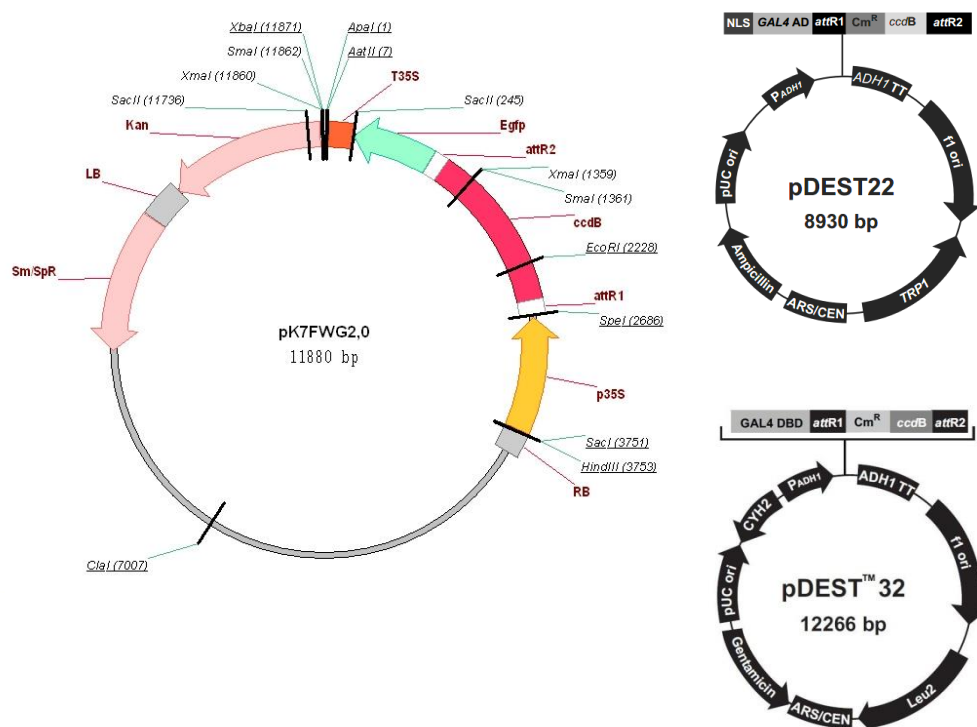 XbaI (11871)
ApaI (1)
SmaI (11862)
AatII (7)
XmaI (11860)
T35S
SacII (11736)
SacII (245)
Kan
Egfp
attR2
LB
XmaI (1359)
SmaI (1361)
ccdB
Sm/SpR
EcoRI (2228)
attR1
SpeI (2686)
pK7FWG2,0
11880 bp
p35S
SacI (3751)
HindIII (3753)
RB
ClaI (7007)
NLS GAL4 AD attR1 CmR ccdB attR2
PADH1
ADH1 TT
pUC ori
f1 ori
pDEST22
8930 bp
Ampicillin
ARS/CEN
TRP1
GAL4 DBD attR1 CmR ccdB attR2
PADH1
ADH1 TT
CYH2
f1 ori
pUC ori
pDEST™32
12266 bp
Gentamicin
ARS/CEN
Leu2